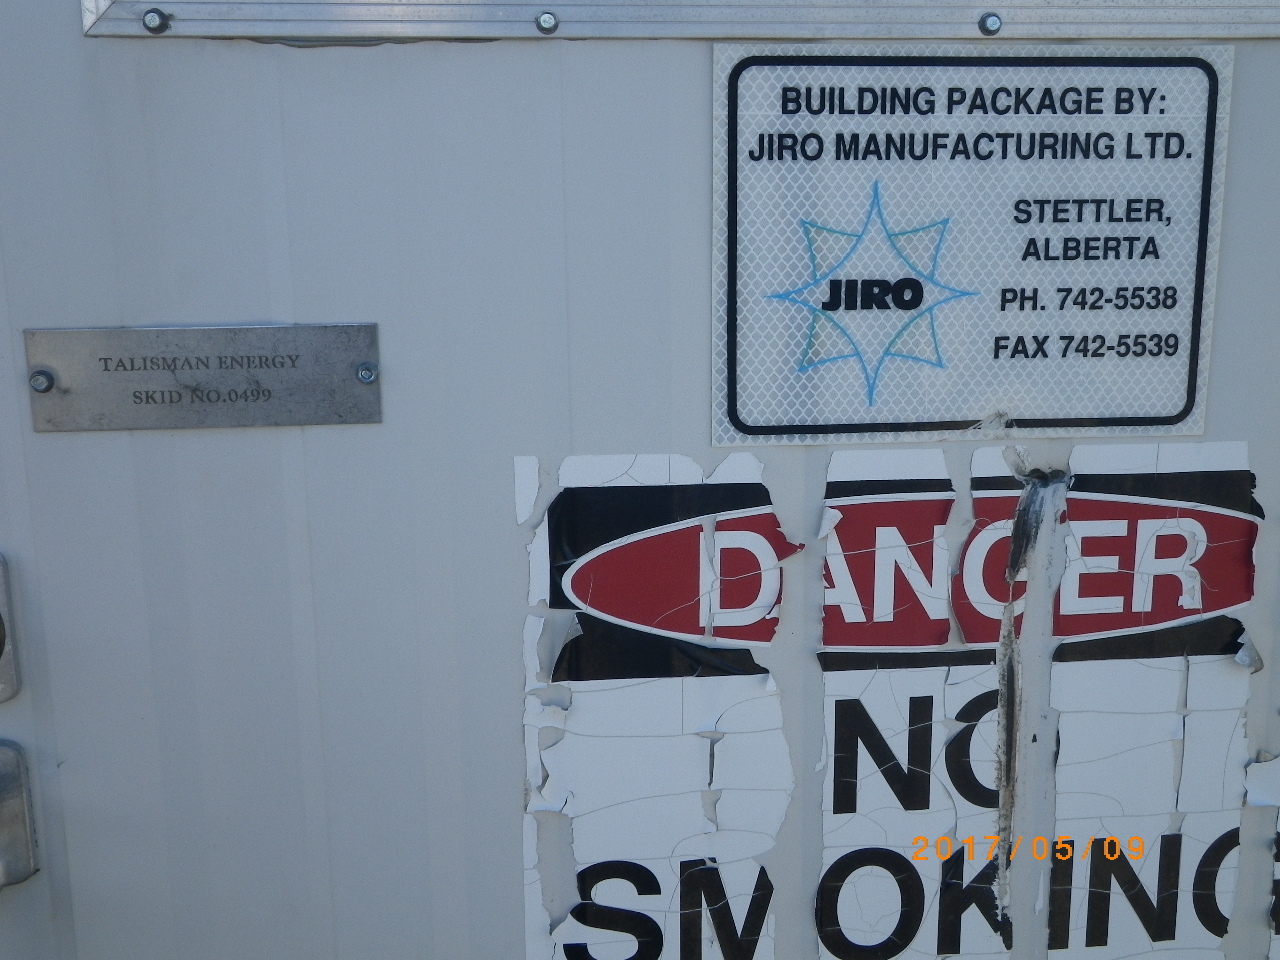 BUILDING PACKAGE BY:
JIRO MANUFACTURING LTD.
STETTLER,
ALBERTA
JIRO
PH. 742-5538
FAX 742-5539
TALISMAN ENERGY
SKID NO.0499
DANGER
NO
SMOKING
2017/05/09